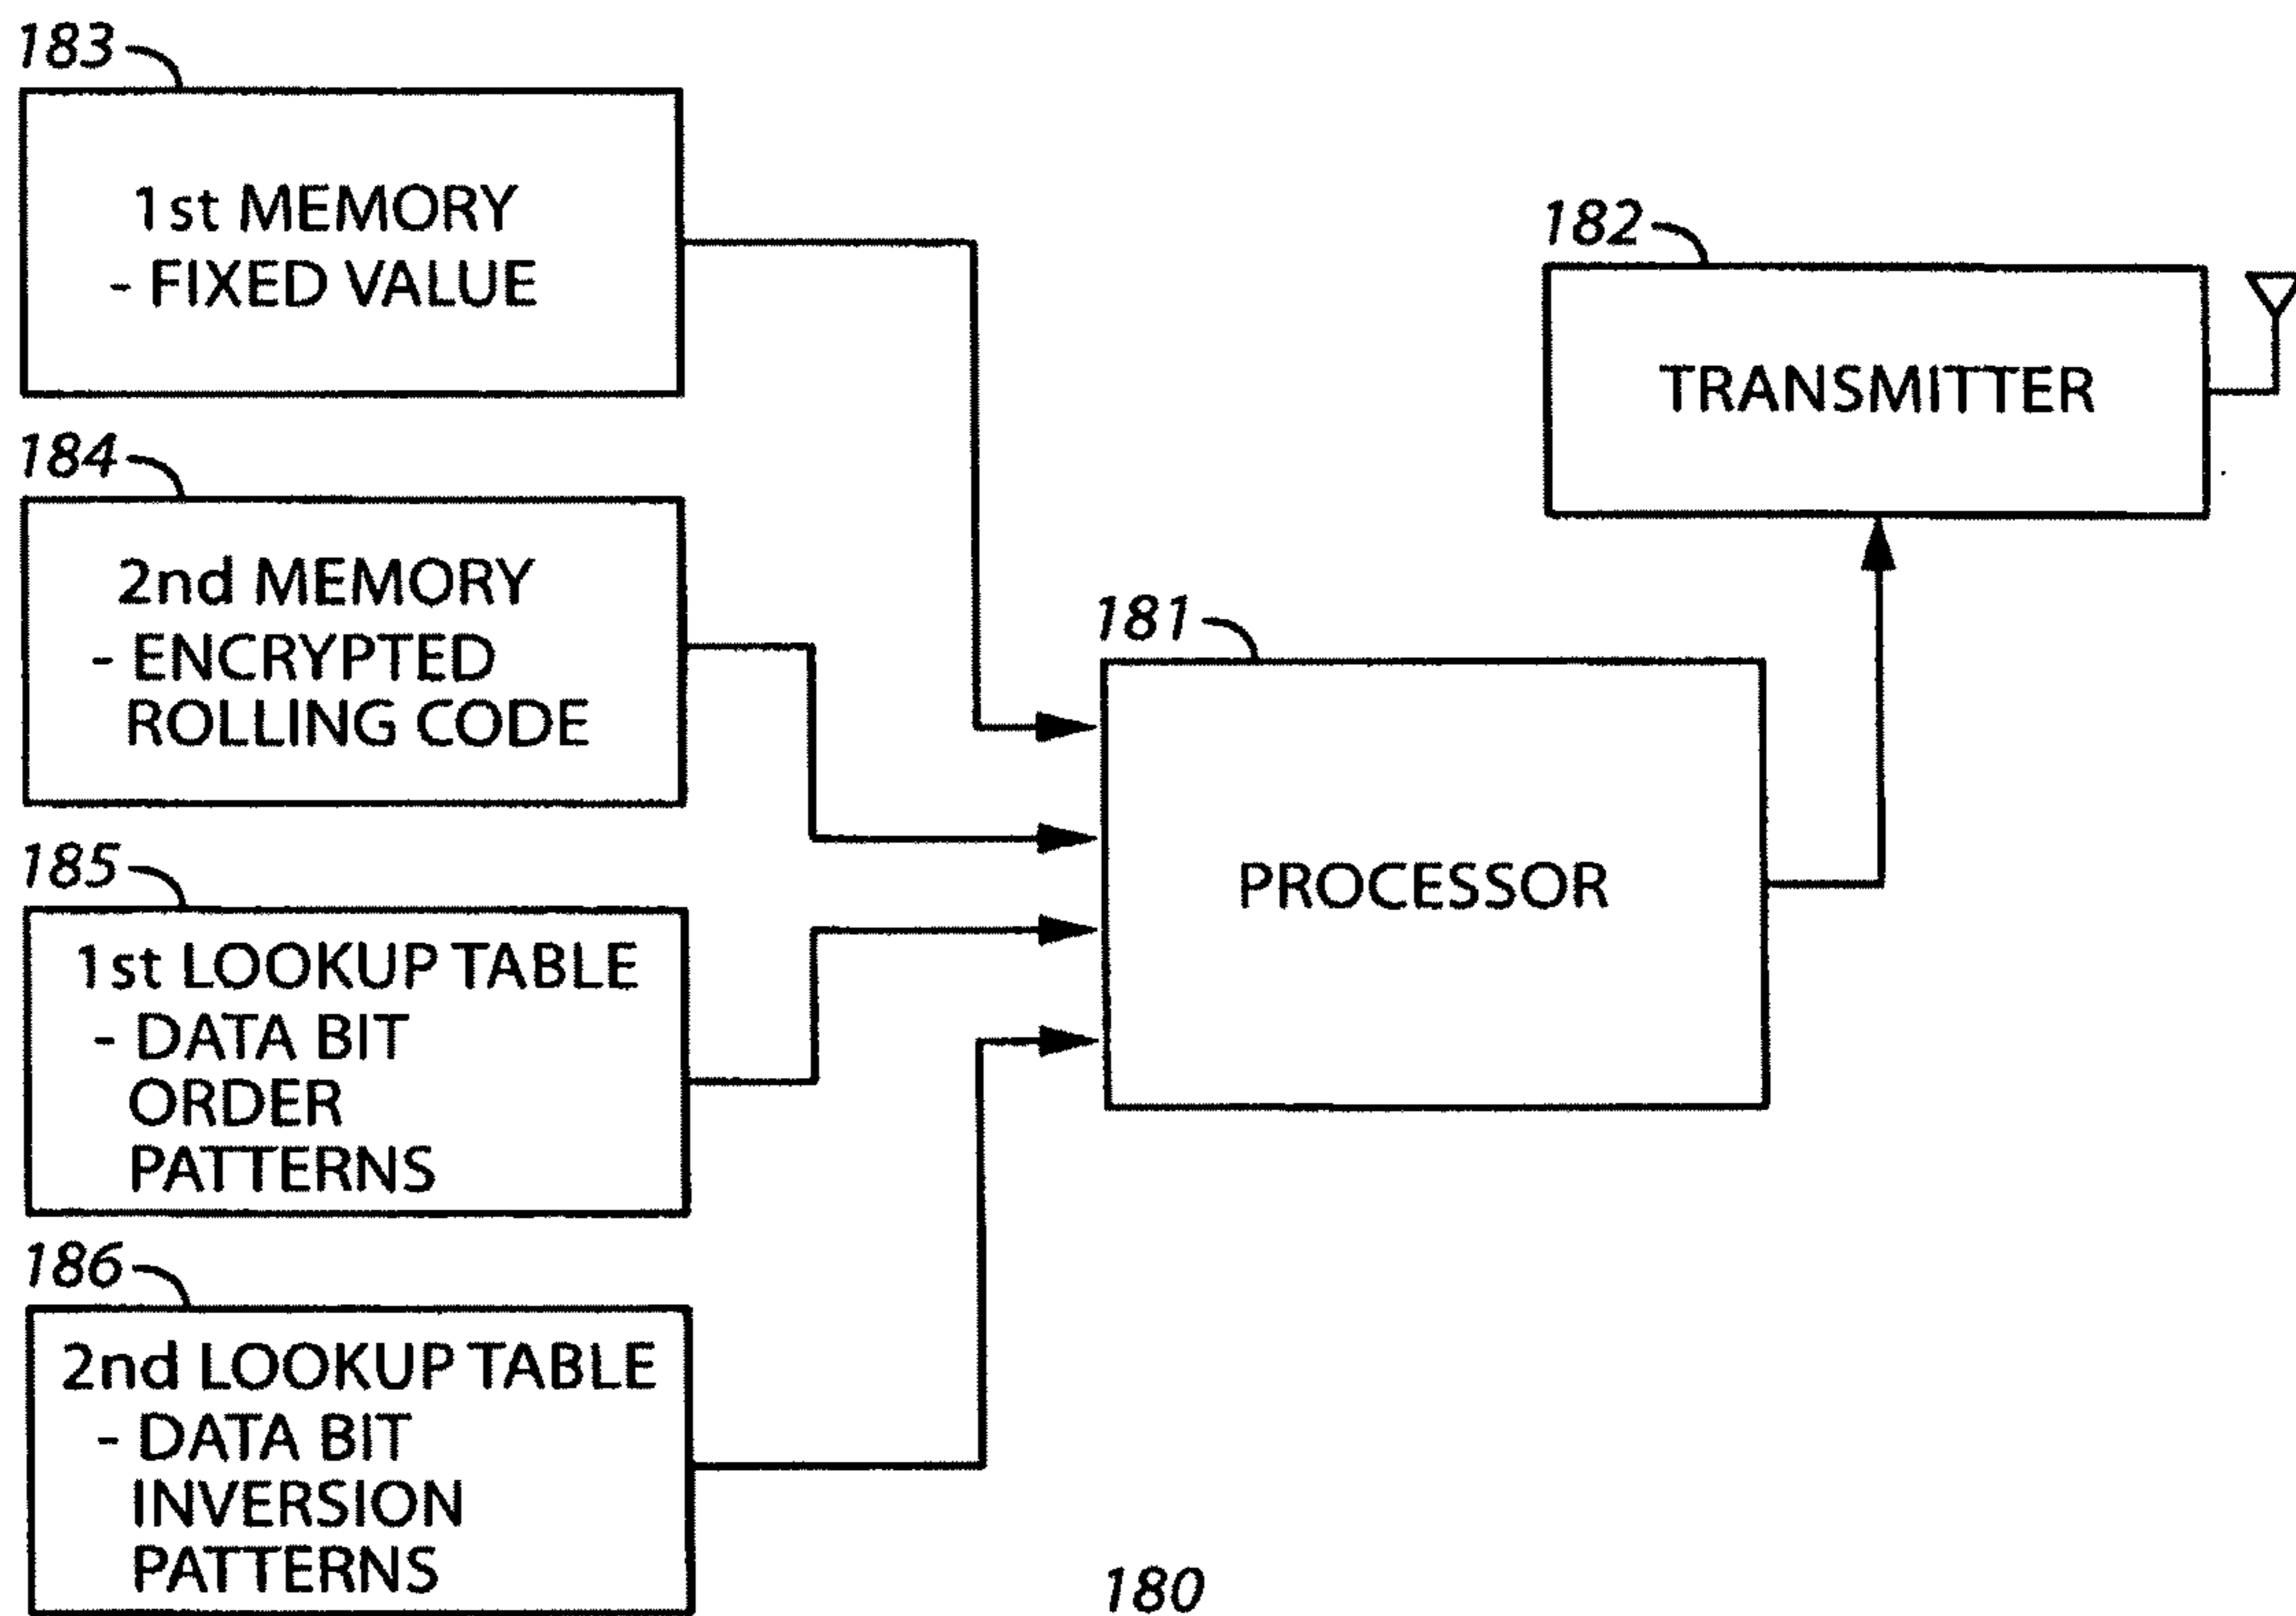 183
1st MEMORY
- FIXED VALUE
182
TRANSMITTER
184
2nd MEMORY
- ENCRYPTED
ROLLING CODE
181
PROCESSOR
185
1st LOOKUP TABLE
- DATA BIT
ORDER
PATTERNS
186
2nd LOOKUP TABLE
- DATA BIT
INVERSION
PATTERNS
180